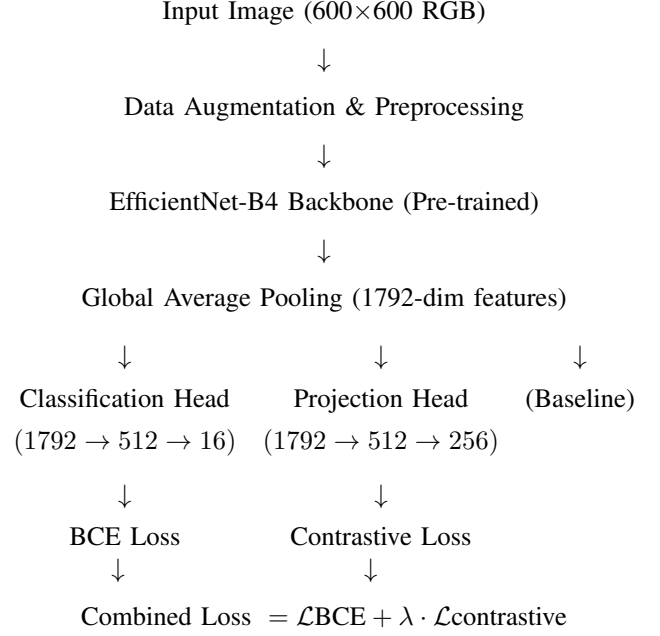 Input Image (600×600 RGB)
↓
Data Augmentation & Preprocessing
↓
EfficientNet-B4 Backbone (Pre-trained)
↓
Global Average Pooling (1792-dim features)
↓ ↓ ↓
Classification Head Projection Head (Baseline)
(1792 → 512 → 16) (1792 → 512 → 256)
↓ ↓
BCE Loss Contrastive Loss
↓ ↓
Combined Loss = ℒBCE + λ · ℒcontrastive